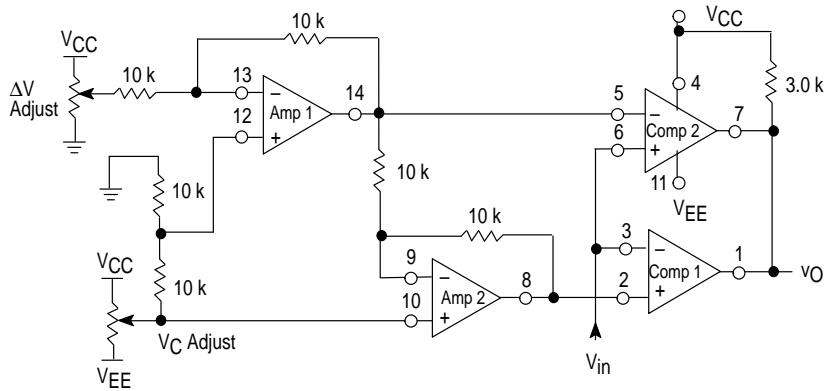 10 k
VCC
VCC
10 k
ΔV
Adjust
13
−
14
12
+
Amp 1
5
−
6
+
Comp 2
4
7
3.0 k
10 k
10 k
11
VEE
10 k
VCC
10 k
3
−
1
2
+
Comp 1
vO
9
−
8
10
+
Amp 2
VC Adjust
VEE
Vin